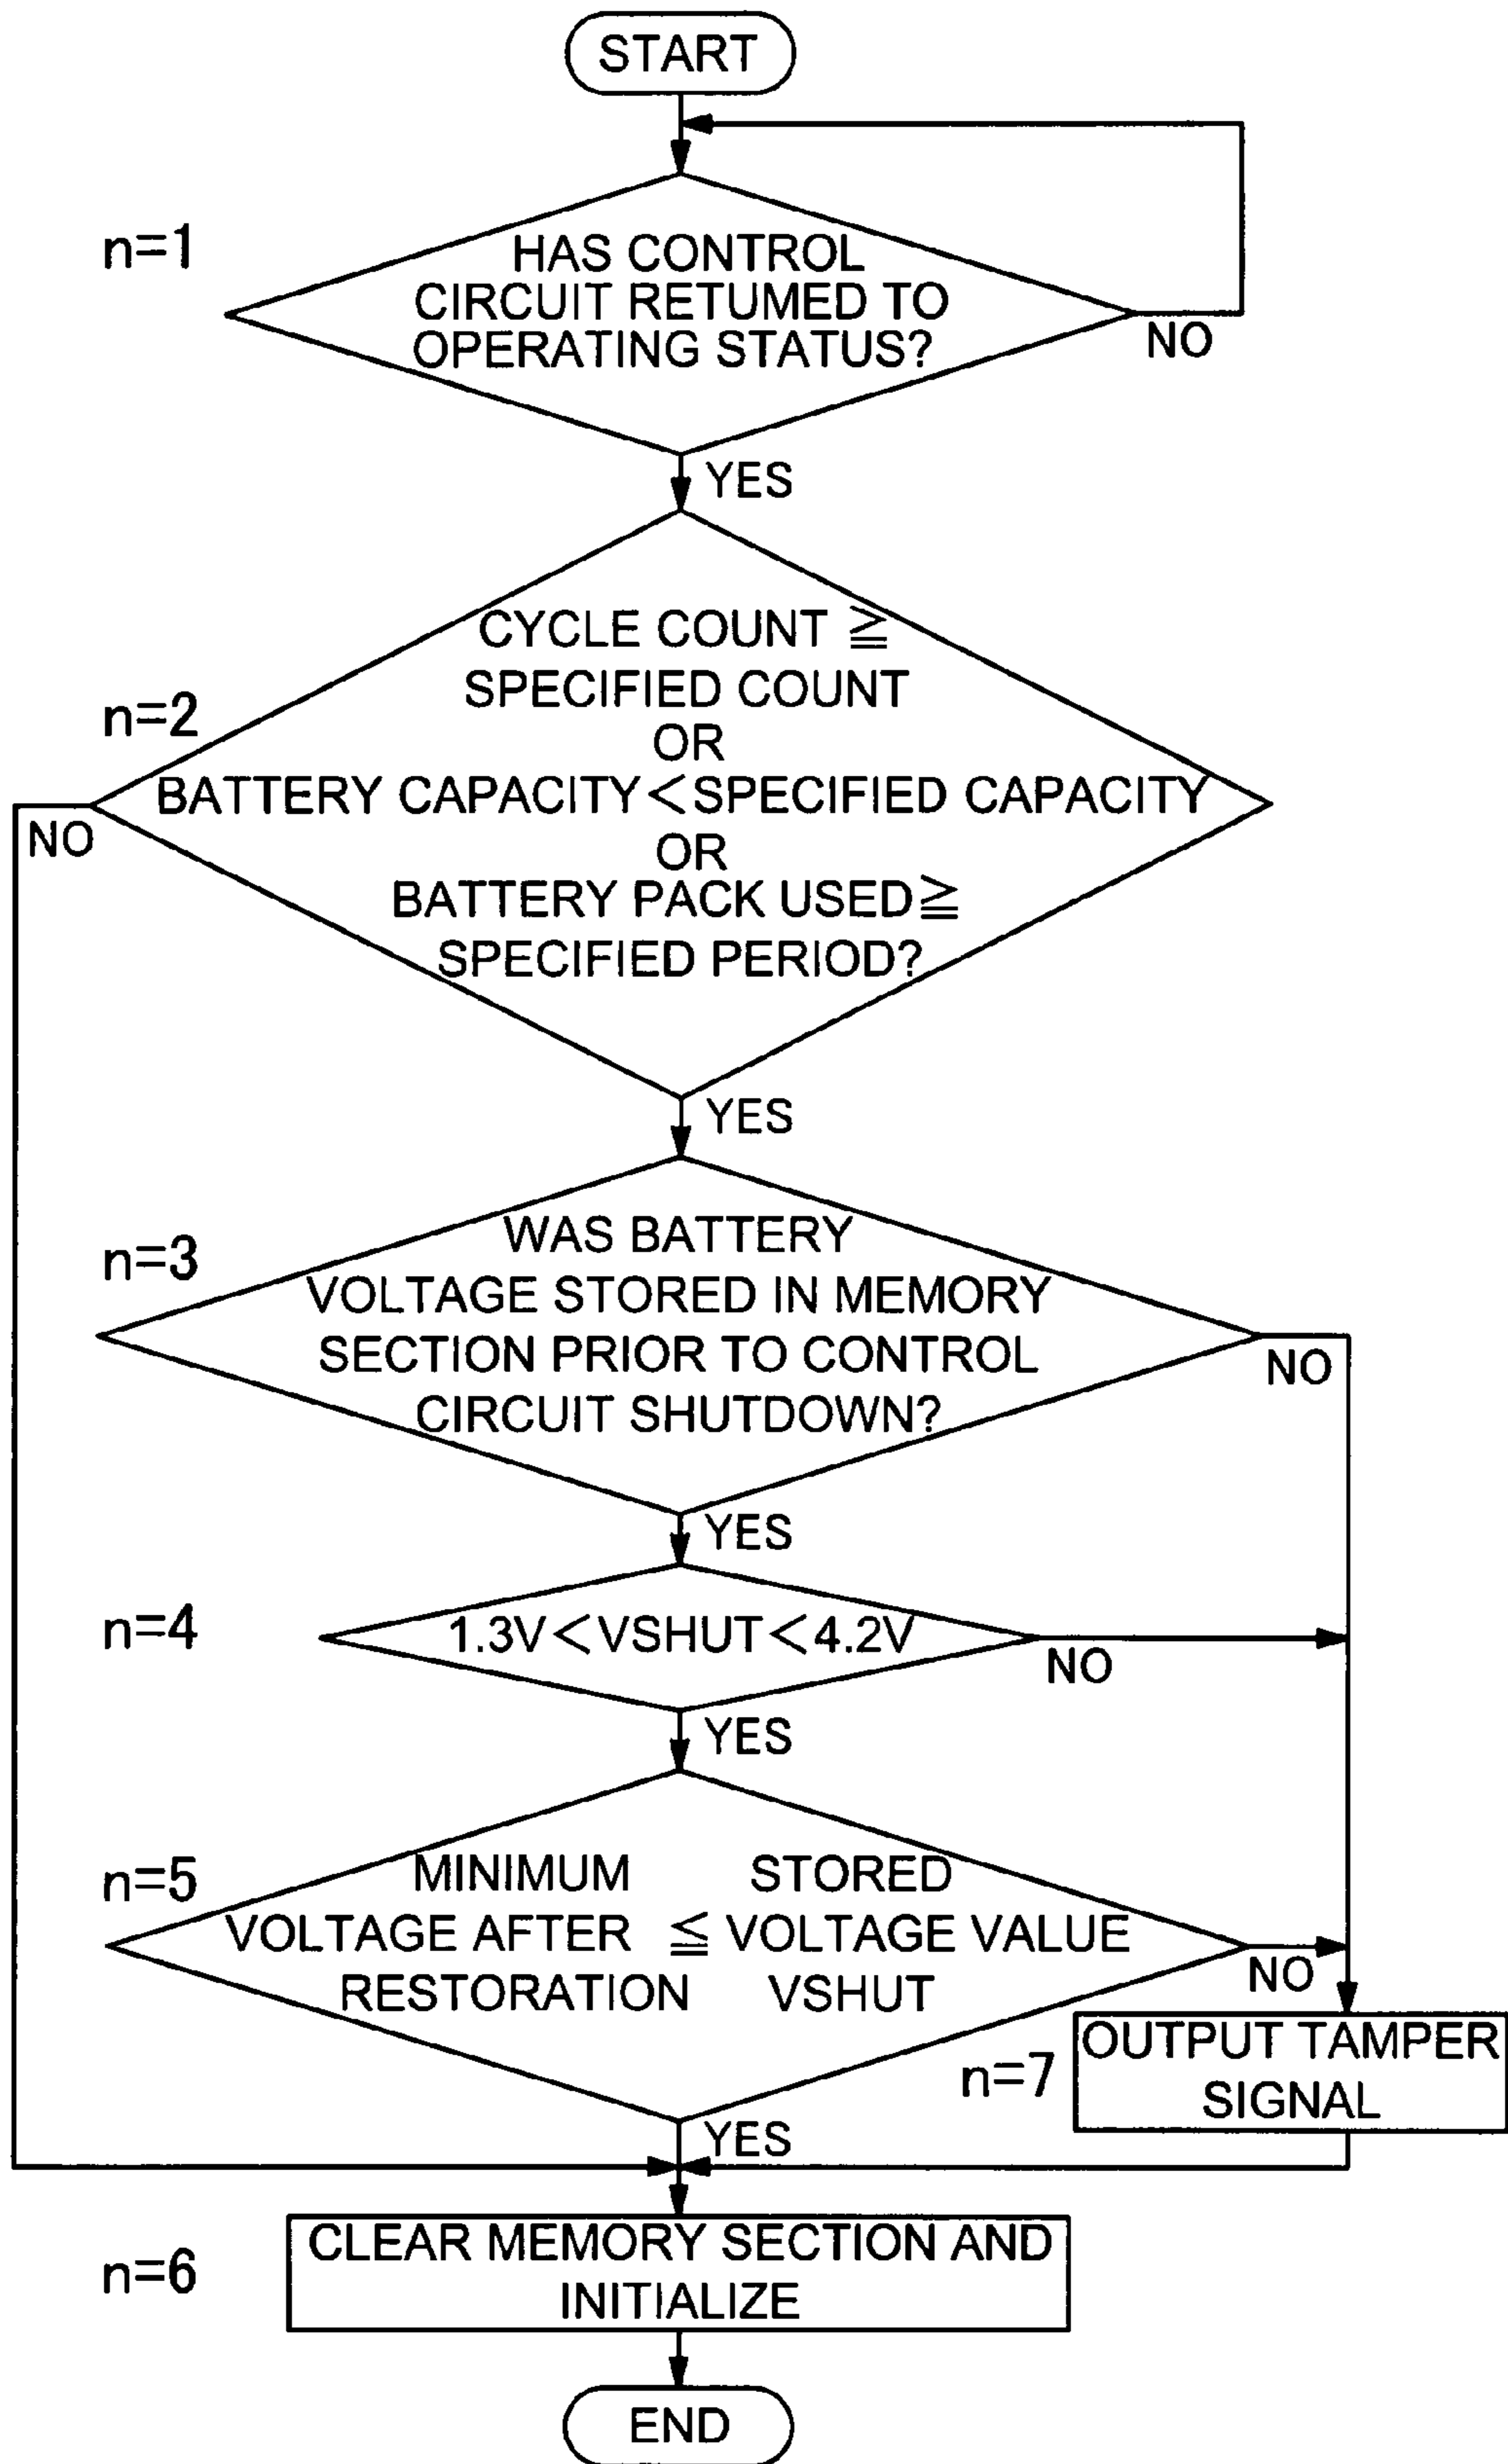 START
n=1
HAS CONTROL
CIRCUIT RETUMED TO
OPERATING STATUS?
NO
YES
n=2
CYCLE COUNT ≧
SPECIFIED COUNT
OR
BATTERY CAPACITY<SPECIFIED CAPACITY
OR
BATTERY PACK USED≧
SPECIFIED PERIOD?
NO
YES
n=3
WAS BATTERY
VOLTAGE STORED IN MEMORY
SECTION PRIOR TO CONTROL
CIRCUIT SHUTDOWN?
NO
YES
n=4
1.3V<VSHUT<4.2V
NO
YES
n=5
MINIMUM STORED
VOLTAGE AFTER ≦ VOLTAGE VALUE
RESTORATION VSHUT
NO
YES
n=7
OUTPUT TAMPER
SIGNAL
n=6
CLEAR MEMORY SECTION AND
INITIALIZE
END